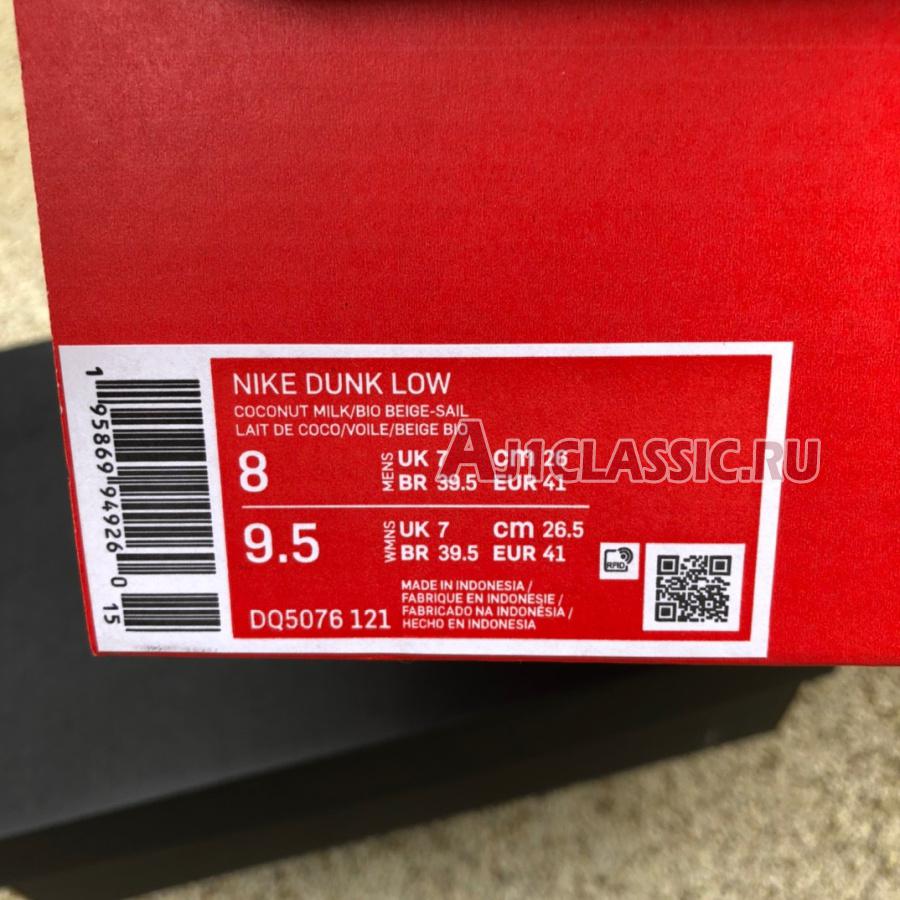 NIKE DUNK LOW
COCONUT MILK/BIO BEIGE-SAIL
LAIT DE COCO/VOILE/BEIGE BIO
8 MENS UK 7 cm 26
BR 39.5 EUR 41
9.5 WMNS UK 7 cm 26.5
BR 39.5 EUR 41
MADE IN INDONESIA /
FABRIQUE EN INDONÉSIE /
FABRICADO NA INDONÉSIA /
HECHO EN INDONESIA
DQ5076 121
RFID
1 95869 94926 0 15
AM1CLASSIC.RU